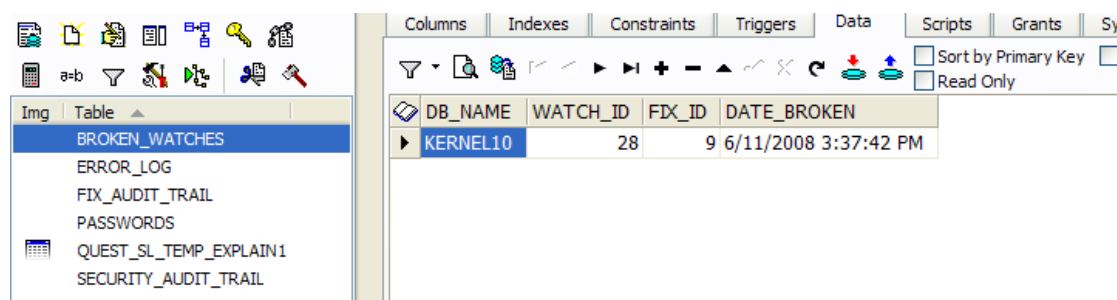 Columns Indexes Constraints Triggers Data Scripts Grants Sy
a=b
Sort by Primary Key
Read Only
Img Table
BROKEN_WATCHES
ERROR_LOG
FIX_AUDIT_TRAIL
PASSWORDS
QUEST_SL_TEMP_EXPLAIN1
SECURITY_AUDIT_TRAIL
DB_NAME WATCH_ID FIX_ID DATE_BROKEN
KERNEL10 28 9 6/11/2008 3:37:42 PM